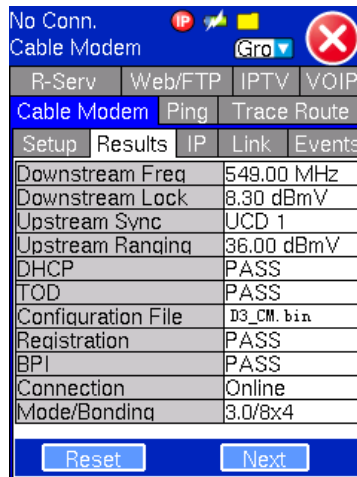 No Conn.
IP
Cable Modem
Gro
R-Serv Web/FTP IPTV VOIP
Cable Modem Ping Trace Route
Setup Results IP Link Events
Downstream Freq 549.00 MHz
Downstream Lock 8.30 dBmV
Upstream Sync UCD 1
Upstream Ranging 36.00 dBmV
DHCP PASS
TOD PASS
Configuration File D3_CM.bin
Registration PASS
BPI PASS
Connection Online
Mode/Bonding 3.0/8x4
Reset Next